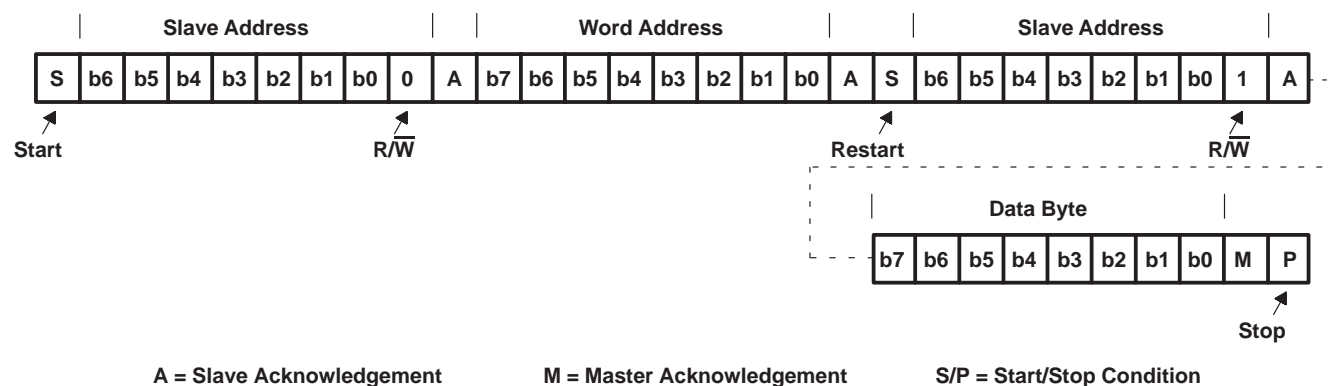 Slave Address Word Address Slave Address
S b6 b5 b4 b3 b2 b1 b0 0 A b7 b6 b5 b4 b3 b2 b1 b0 A S b6 b5 b4 b3 b2 b1 b0 1 A
Start R/W̅ Restart R/W̅
Data Byte
b7 b6 b5 b4 b3 b2 b1 b0 M P
Stop
A = Slave Acknowledgement M = Master Acknowledgement S/P = Start/Stop Condition